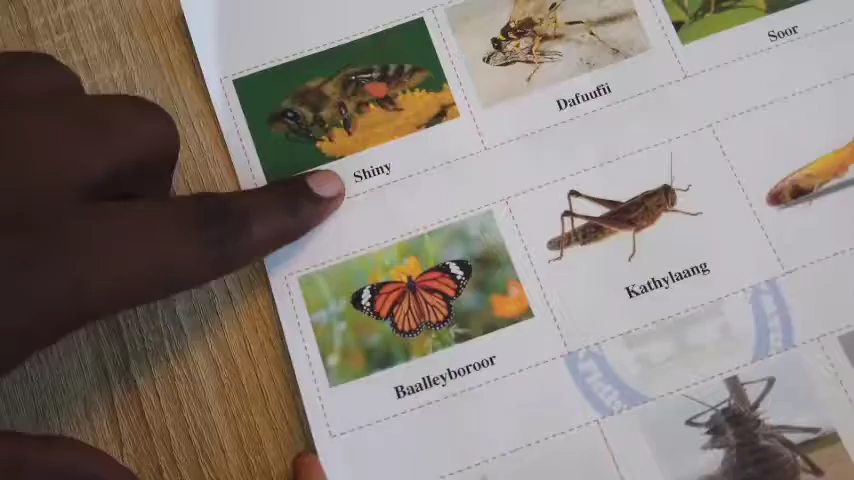 Soor
Dafuufii
Shiny
Kathylaang
Baalleyboroor